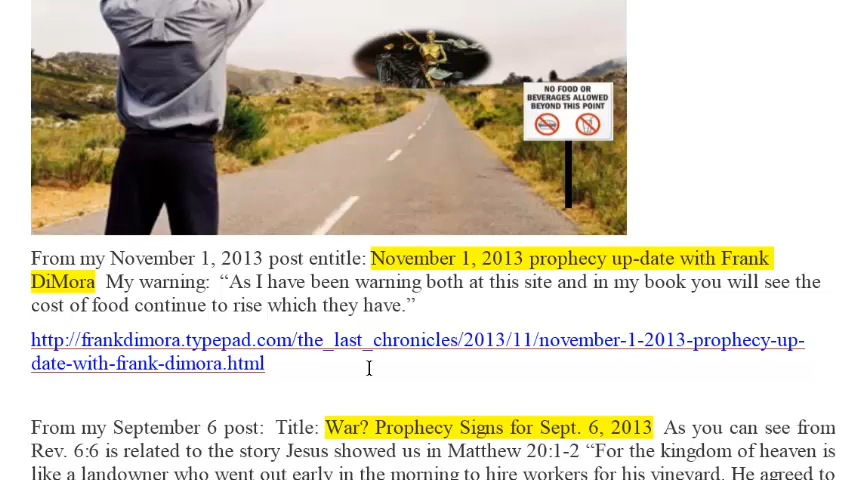 NO FOOD OR
BEVERAGES ALLOWED
BEYOND THIS POINT
From my November 1, 2013 post entitle: November 1, 2013 prophecy up-date with Frank
DiMora My warning: “As I have been warning both at this site and in my book you will see the
cost of food continue to rise which they have.”
http://frankdimora.typepad.com/the_last_chronicles/2013/11/november-1-2013-prophecy-up-
date-with-frank-dimora.html
From my September 6 post: Title: War? Prophecy Signs for Sept. 6, 2013 As you can see from
Rev. 6:6 is related to the story Jesus showed us in Matthew 20:1-2 “For the kingdom of heaven is
like a landowner who went out early in the morning to hire workers for his vineyard. He agreed to